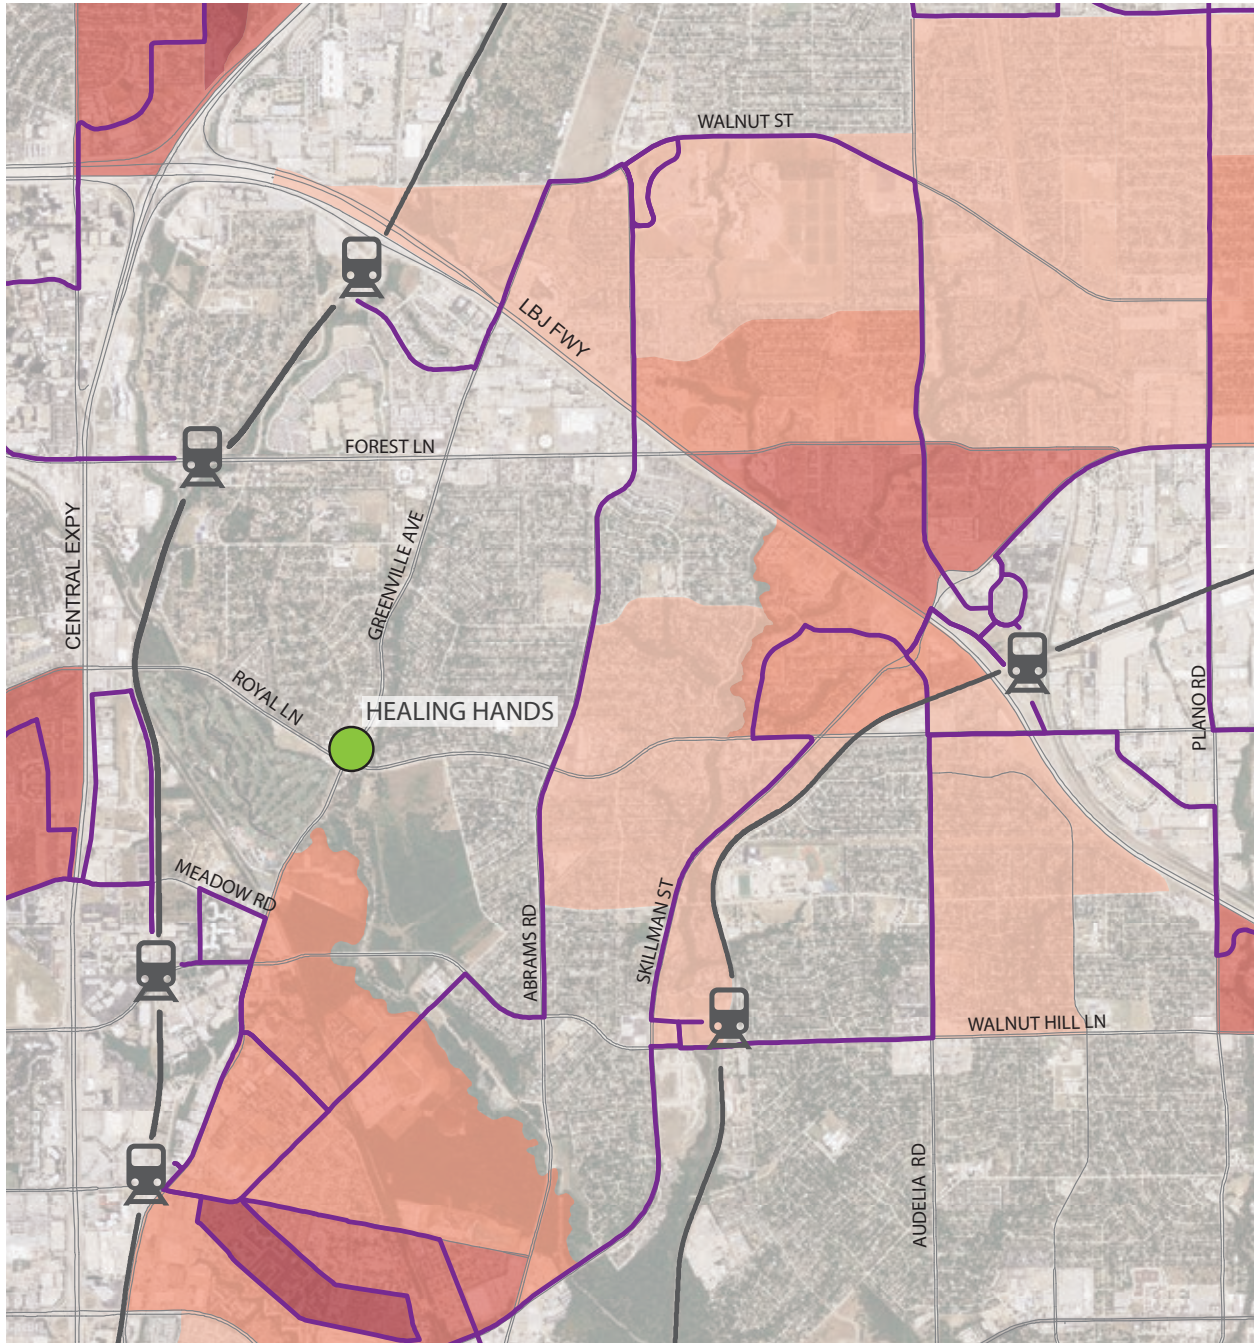 WALNUT ST
LBJ FWY
FOREST LN
CENTRAL EXPY
GREENVILLE AVE
ROYAL LN
HEALING HANDS
PLANO RD
MEADOW RD
ABRAMS RD
SKILLMAN ST
WALNUT HILL LN
AUDELIA RD